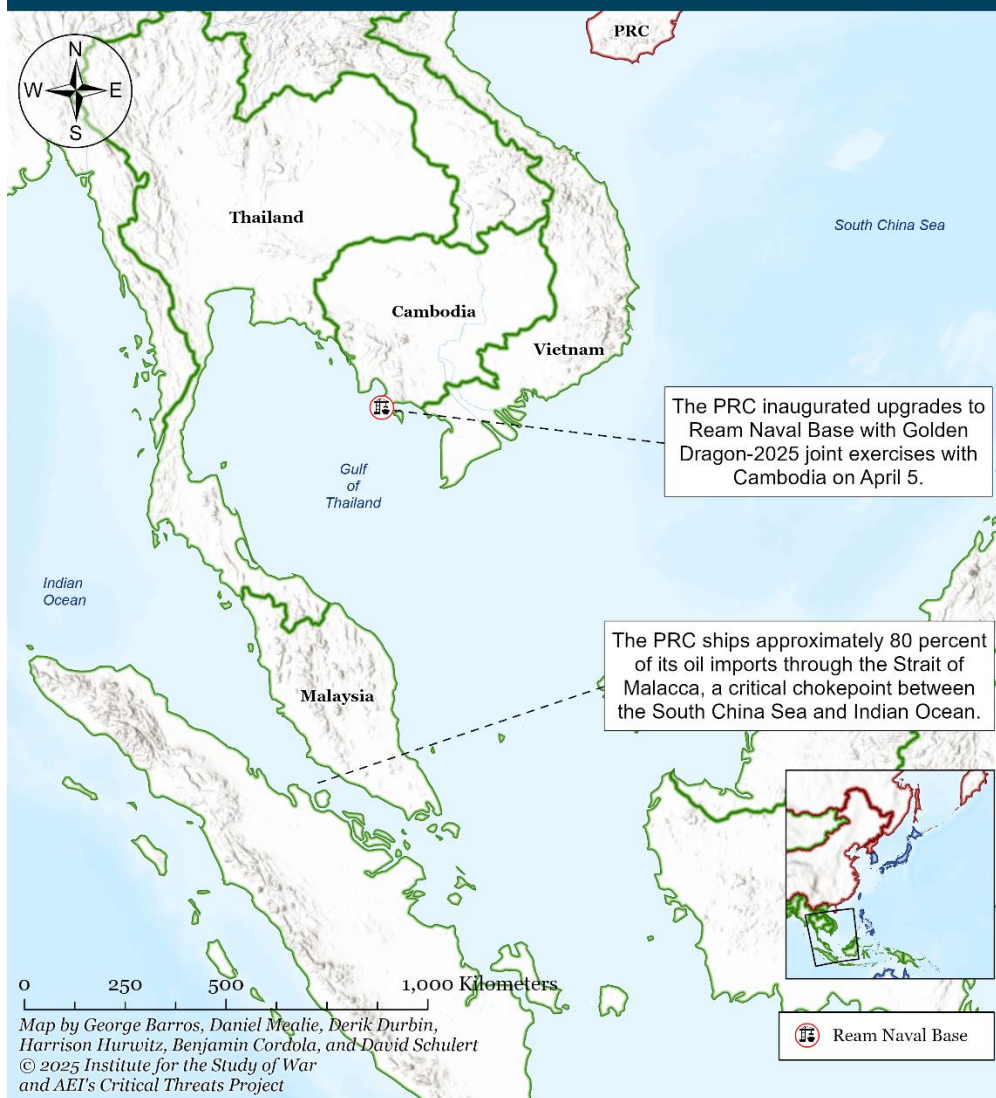 PRC
N
W E
S
Thailand
South China Sea
Cambodia
Vietnam
The PRC inaugurated upgrades to
Ream Naval Base with Golden
Dragon-2025 joint exercises with
Cambodia on April 5.
Gulf
of
Thailand
Indian
Ocean
The PRC ships approximately 80 percent
of its oil imports through the Strait of
Malacca, a critical chokepoint between
the South China Sea and Indian Ocean.
Malaysia
0 250 500 1,000 Kilometers
Map by George Barros, Daniel Mealie, Derik Durbin,
Harrison Hurwitz, Benjamin Cordola, and David Schulert
© 2025 Institute for the Study of War
and AEI's Critical Threats Project
Ream Naval Base